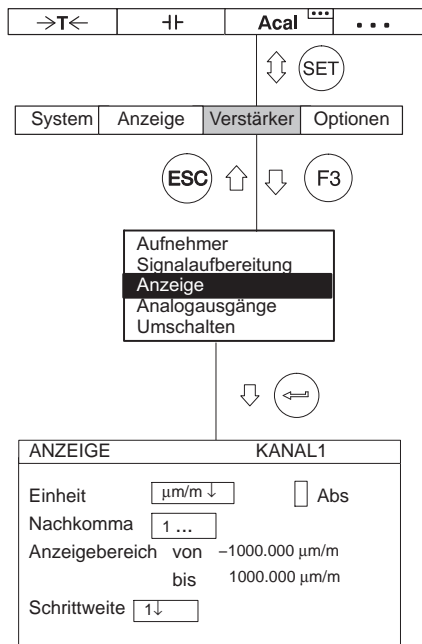 →T← ⊣⊢ Acal ... ...
SET
System Anzeige Verstärker Optionen
ESC F3
Aufnehmer
Signalaufbereitung
Anzeige
Analogausgänge
Umschalten
ANZEIGE KANAL1
Einheit µm/m ↓ Abs
Nachkomma 1 ...
Anzeigebereich von −1000.000 µm/m
bis 1000.000 µm/m
Schrittweite 1↓